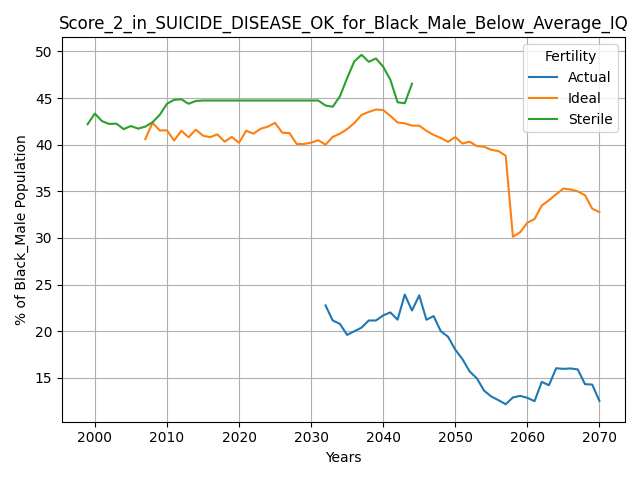 Score_2_in_SUICIDE_DISEASE_OK_for_Black_Male_Below_Average_IQ
Fertility
Actual
Ideal
Sterile
% of Black_Male Population
50
45
40
35
30
25
20
15
2000 2010 2020 2030 2040 2050 2060 2070
Years